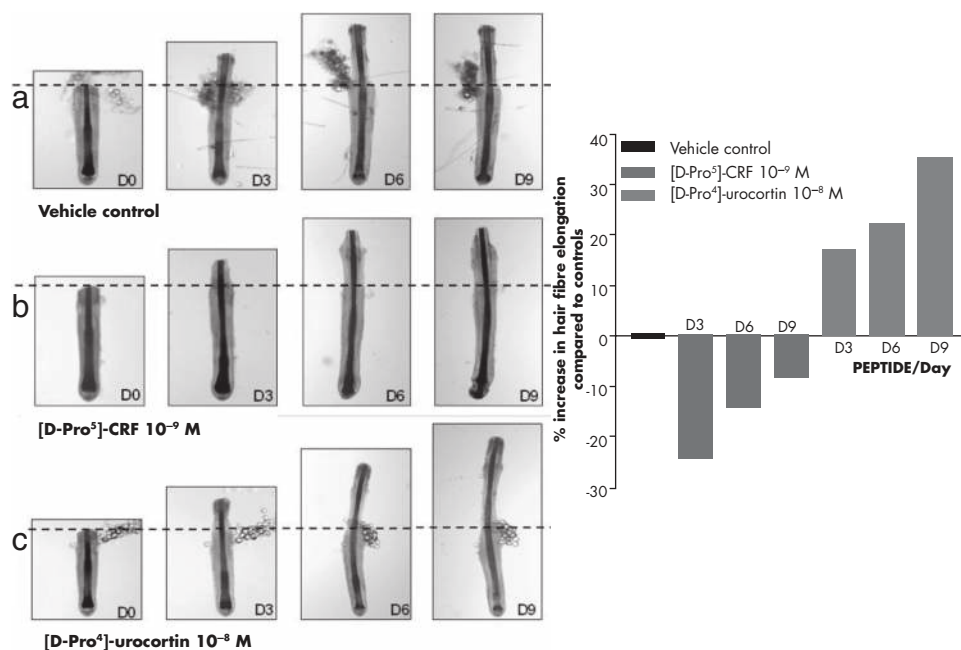 a
D0
D3
D6
D9
Vehicle control
b
D0
D3
D6
D9
[D-Pro⁵]-CRF 10⁻⁹ M
c
D0
D3
D6
D9
[D-Pro⁴]-urocortin 10⁻⁸ M
% increase in hair fibre elongation
compared to controls
40
30
20
10
0
-10
-20
-30
Vehicle control
[D-Pro⁵]-CRF 10⁻⁹ M
[D-Pro⁴]-urocortin 10⁻⁸ M
D3 D6 D9
D3 D6 D9
PEPTIDE/Day